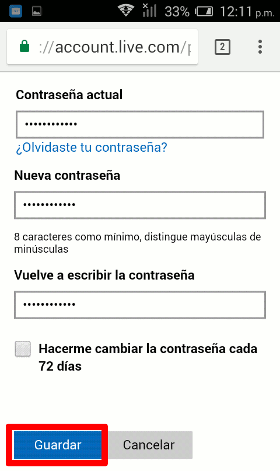 33% 12:11 p.m.
://account.live.com/p
2
Contraseña actual
••••••••••••
¿Olvidaste tu contraseña?
Nueva contraseña
••••••••••••
8 caracteres como mínimo, distingue mayúsculas de
minúsculas
Vuelve a escribir la contraseña
••••••••••••
Hacerme cambiar la contraseña cada
72 días
Guardar
Cancelar